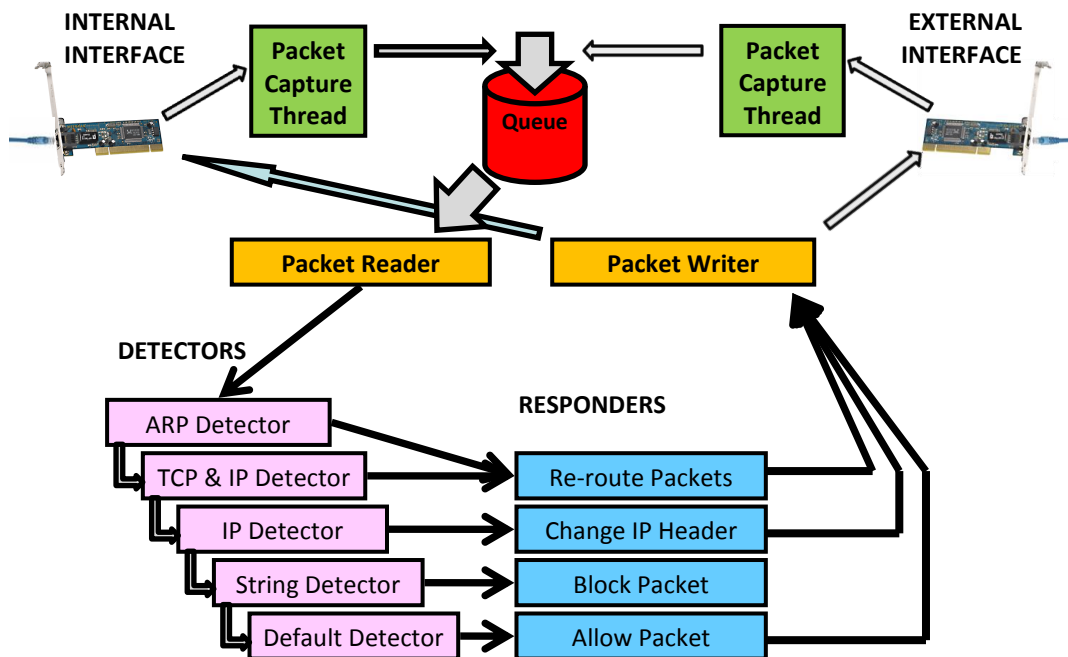 INTERNAL
INTERFACE
Packet
Capture
Thread
Queue
Packet
Capture
Thread
EXTERNAL
INTERFACE
Packet Reader
Packet Writer
DETECTORS
RESPONDERS
ARP Detector
TCP & IP Detector
Re-route Packets
IP Detector
Change IP Header
String Detector
Block Packet
Default Detector
Allow Packet